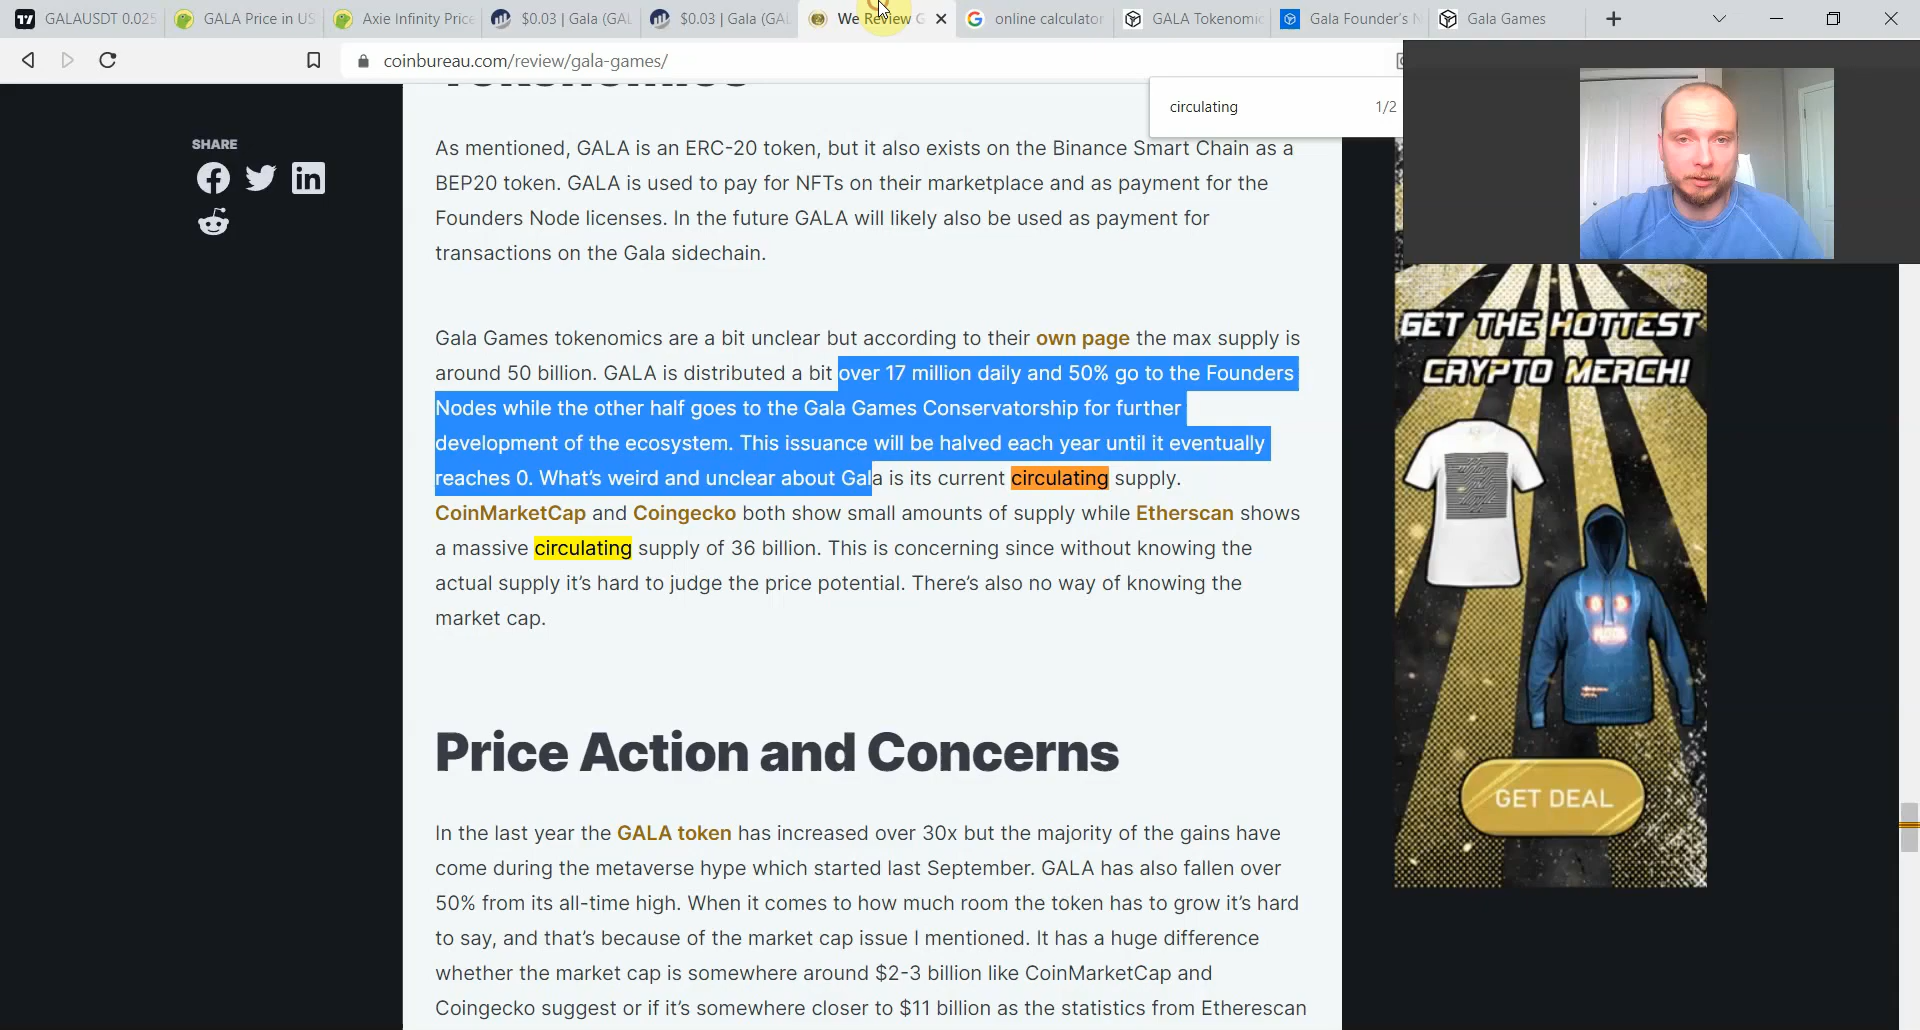 GALAUSDT 0.025
GALA Price in US
Axie Infinity Price
$0.03 | Gala (GAL
$0.03 | Gala (GAL
We Review G
online calculator
GALA Tokenomic
Gala Founder's N
Gala Games
coinbureau.com/review/gala-games/
circulating 1/2
SHARE
As mentioned, GALA is an ERC-20 token, but it also exists on the Binance Smart Chain as a
BEP20 token. GALA is used to pay for NFTs on their marketplace and as payment for the
Founders Node licenses. In the future GALA will likely also be used as payment for
transactions on the Gala sidechain.
Gala Games tokenomics are a bit unclear but according to their own page the max supply is
around 50 billion. GALA is distributed a bit over 17 million daily and 50% go to the Founders
Nodes while the other half goes to the Gala Games Conservatorship for further
development of the ecosystem. This issuance will be halved each year until it eventually
reaches 0. What's weird and unclear about Gala is its current circulating supply.
CoinMarketCap and Coingecko both show small amounts of supply while Etherscan shows
a massive circulating supply of 36 billion. This is concerning since without knowing the
actual supply it's hard to judge the price potential. There's also no way of knowing the
market cap.
Price Action and Concerns
In the last year the GALA token has increased over 30x but the majority of the gains have
come during the metaverse hype which started last September. GALA has also fallen over
50% from its all-time high. When it comes to how much room the token has to grow it's hard
to say, and that's because of the market cap issue I mentioned. It has a huge difference
whether the market cap is somewhere around $2-3 billion like CoinMarketCap and
Coingecko suggest or if it's somewhere closer to $11 billion as the statistics from Etherescan
GET THE HOTTEST
CRYPTO MERCH!
GET DEAL